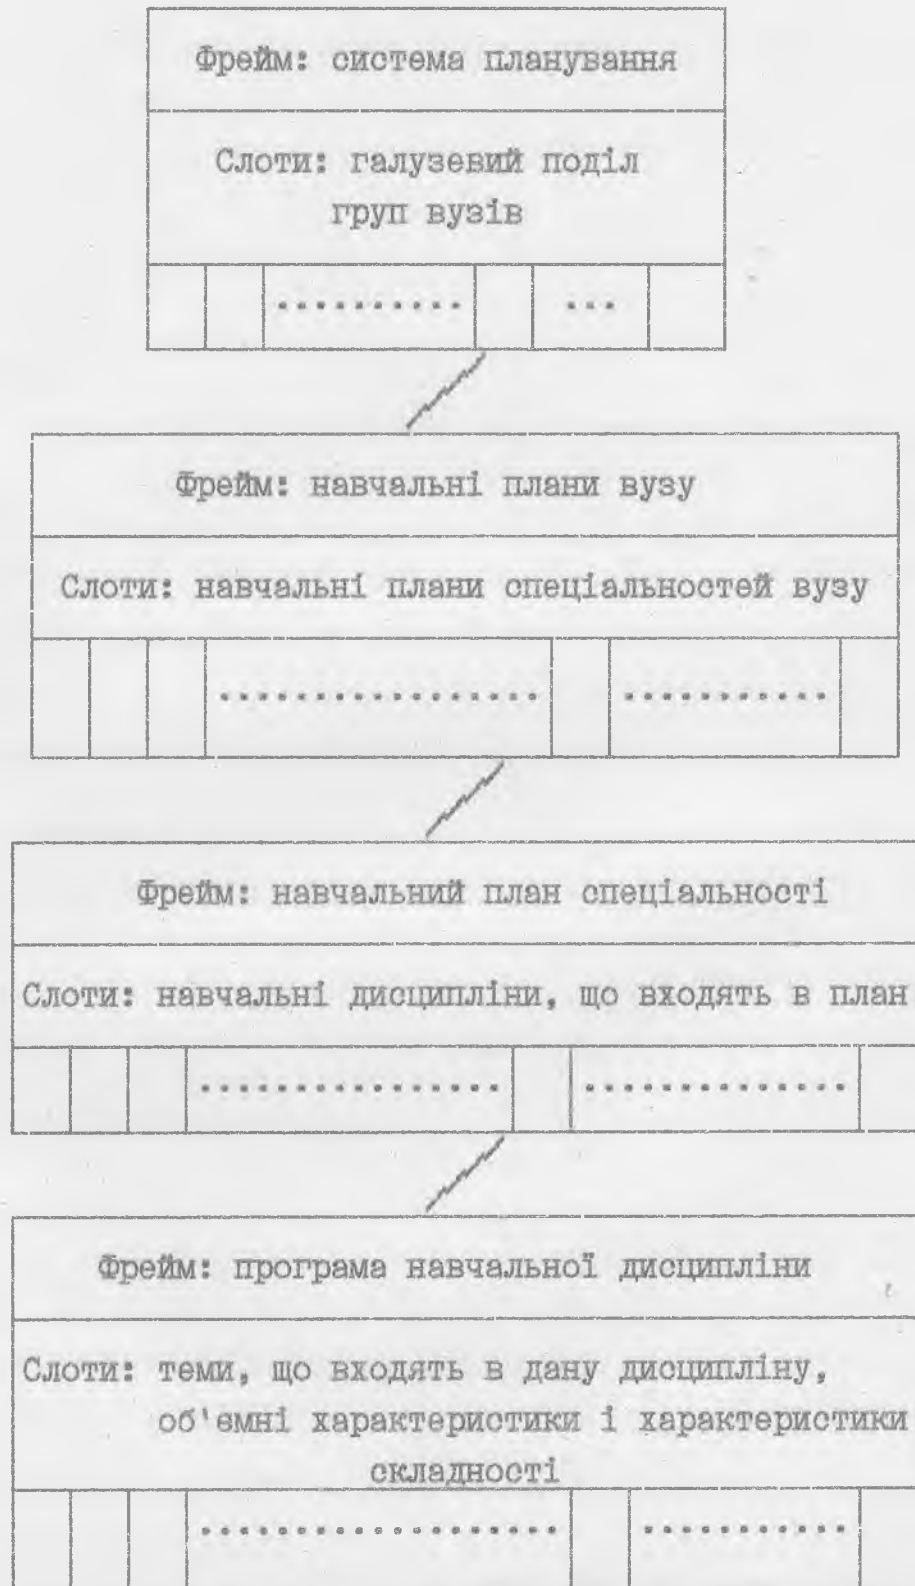 Фрейм: система планування
Слоти: галузевий поділ
груп вузів
.......... ...
Фрейм: навчальні плани вузу
Слоти: навчальні плани спеціальностей вузу
................. ...........
Фрейм: навчальний план спеціальності
Слоти: навчальні дисципліни, що входять в план
................ ..............
Фрейм: програма навчальної дисципліни
Слоти: теми, що входять в дану дисципліну,
об'ємні характеристики і характеристики
складності
................... ...........